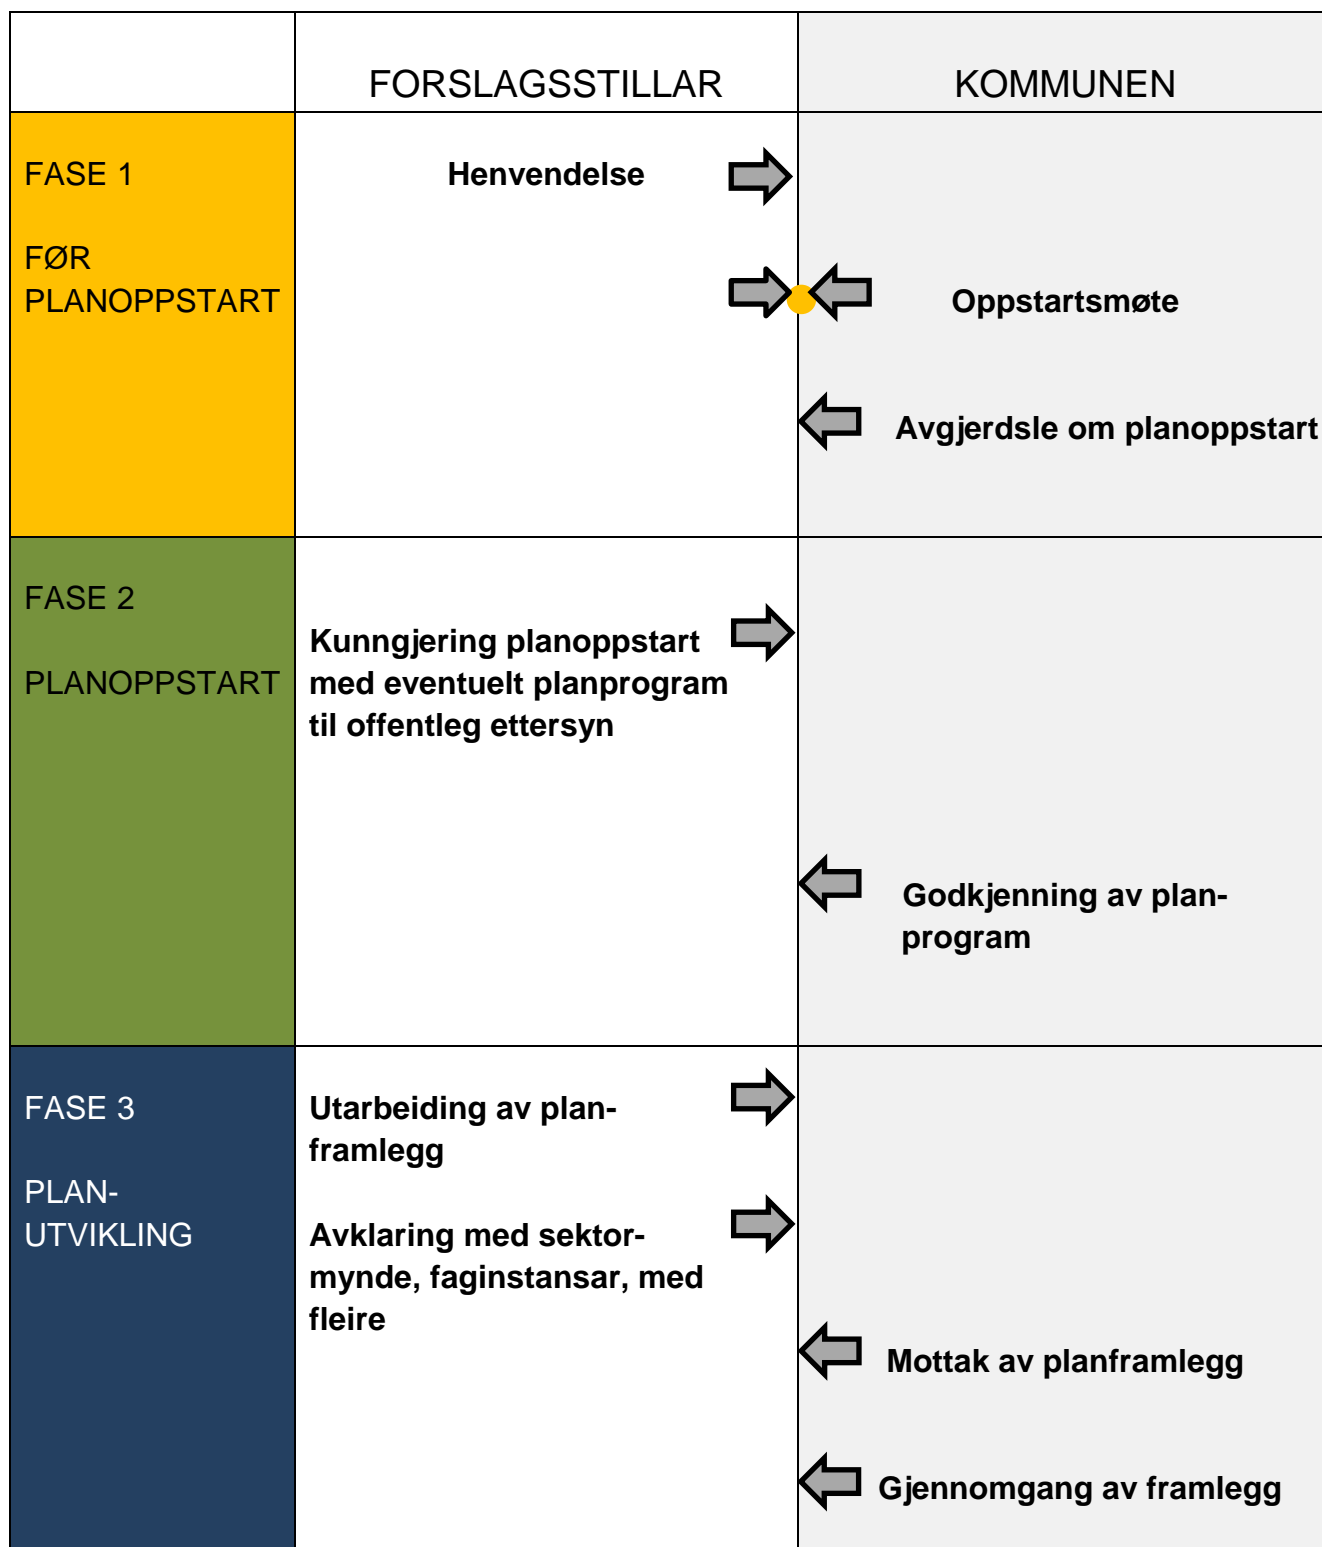 FORSLAGSSTILLAR
KOMMUNEN
FASE 1
FØR
PLANOPPSTART
Henvendelse
Oppstartsmøte
Avgjerdsle om planoppstart
FASE 2
PLANOPPSTART
Kunngjering planoppstart
med eventuelt planprogram
til offentleg ettersyn
Godkjenning av plan-
program
FASE 3
PLAN-
UTVIKLING
Utarbeiding av plan-
framlegg
Avklaring med sektor-
mynde, faginstansar, med
fleire
Mottak av planframlegg
Gjennomgang av framlegg